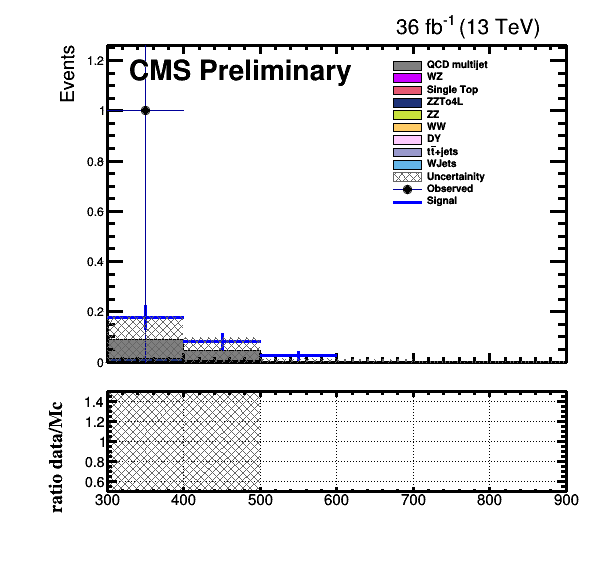 36 fb⁻¹ (13 TeV)
Events
CMS Preliminary
QCD multijet
WZ
Single Top
ZZTo4L
ZZ
WW
DY
tt̄+jets
WJets
Uncertainity
Observed
Signal
1.2
1
0.8
0.6
0.4
0.2
0
ratio data/Mc
1.4
1.2
1
0.8
0.6
300 400 500 600 700 800 900